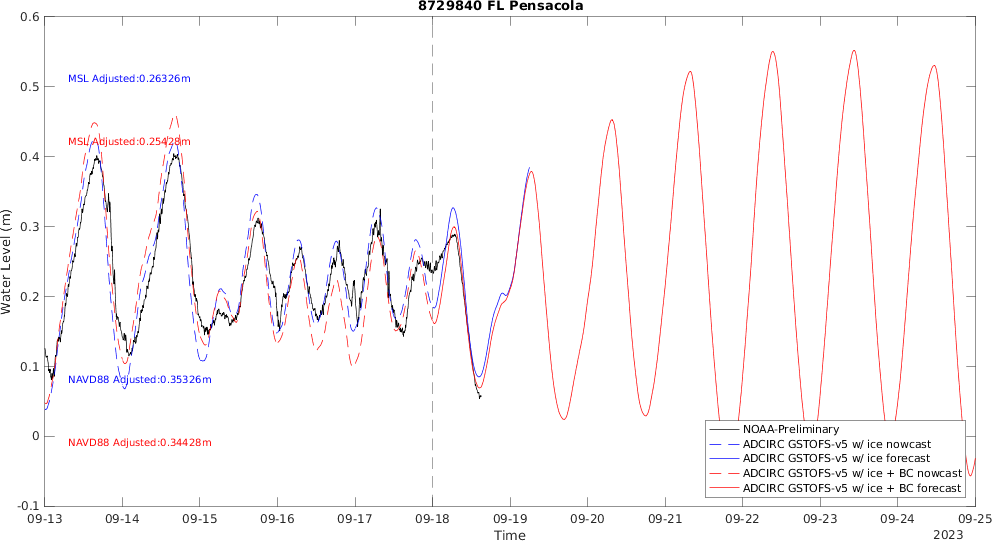 8729840 FL Pensacola
0.6
0.5
0.4
0.3
0.2
0.1
0
-0.1
Water Level (m)
MSL Adjusted:0.26326m
MSL Adjusted:0.25428m
NAVD88 Adjusted:0.35326m
NAVD88 Adjusted:0.34428m
NOAA-Preliminary
ADCIRC GSTOFS-v5 w/ ice nowcast
ADCIRC GSTOFS-v5 w/ ice forecast
ADCIRC GSTOFS-v5 w/ ice + BC nowcast
ADCIRC GSTOFS-v5 w/ ice + BC forecast
09-13 09-14 09-15 09-16 09-17 09-18 09-19 09-20 09-21 09-22 09-23 09-24 09-25
Time
2023